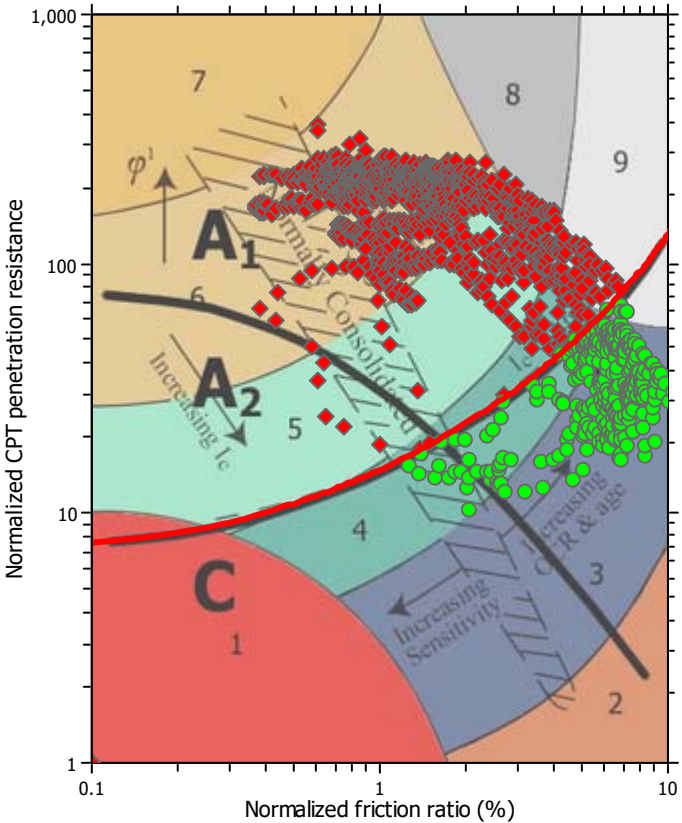 1,000
7
8
9
φ'
Normally Consolidated
A1
100
6
A2
Increasing Ic
5
Ic
10
4
Increasing
OCR & age
C
3
Increasing
Sensitivity
1
2
1
0.1
1
10
Normalized friction ratio (%)
Normalized CPT penetration resistance